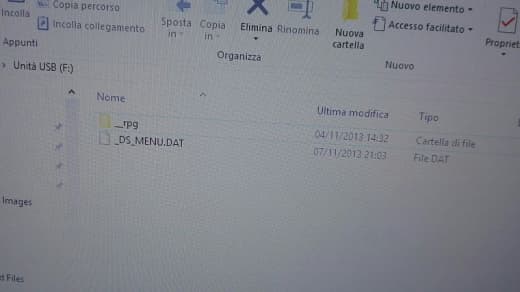 Incolla
Copia percorso
Incolla collegamento
Sposta in
Copia in
Elimina
Rinomina
Nuova cartella
Nuovo elemento
Accesso facilitato
Propriet
Appunti
Organizza
Nuovo
Unità USB (F:)
Nome
Ultima modifica
Tipo
__rpg
04/11/2013 14:32
Cartella di file
_DS_MENU.DAT
07/11/2013 21:03
File DAT
Images
d Files